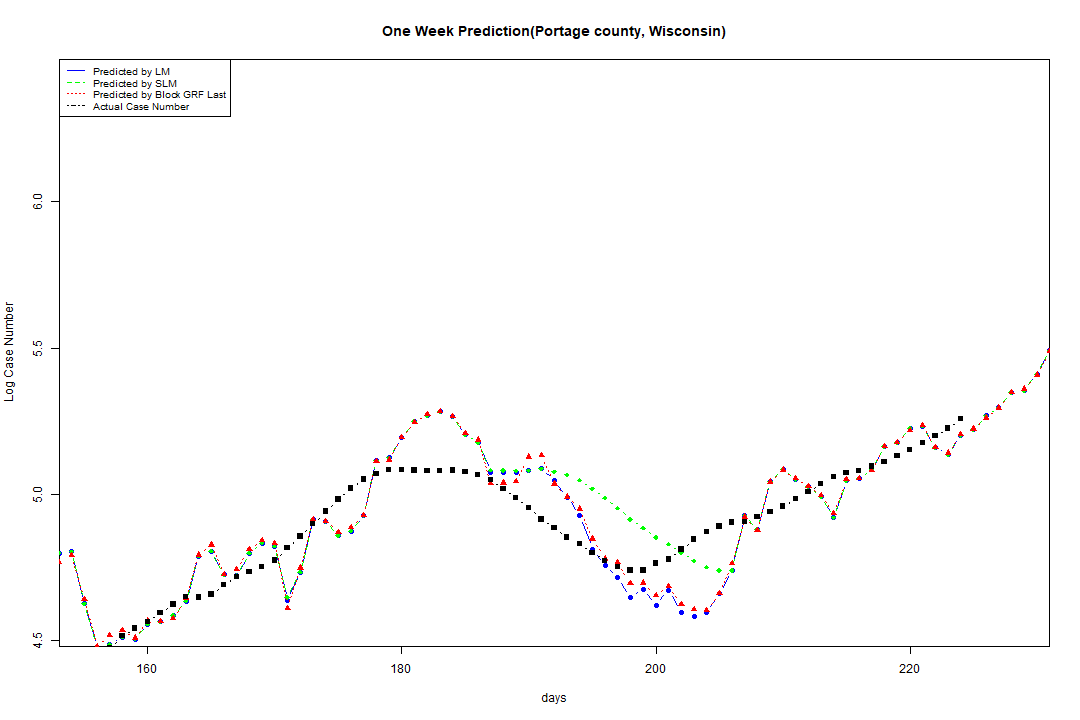 One Week Prediction(Portage county, Wisconsin)
Predicted by LM
Predicted by SLM
Predicted by Block GRF Last
Actual Case Number
Log Case Number
6.0
5.5
5.0
4.5
160 180 200 220
days